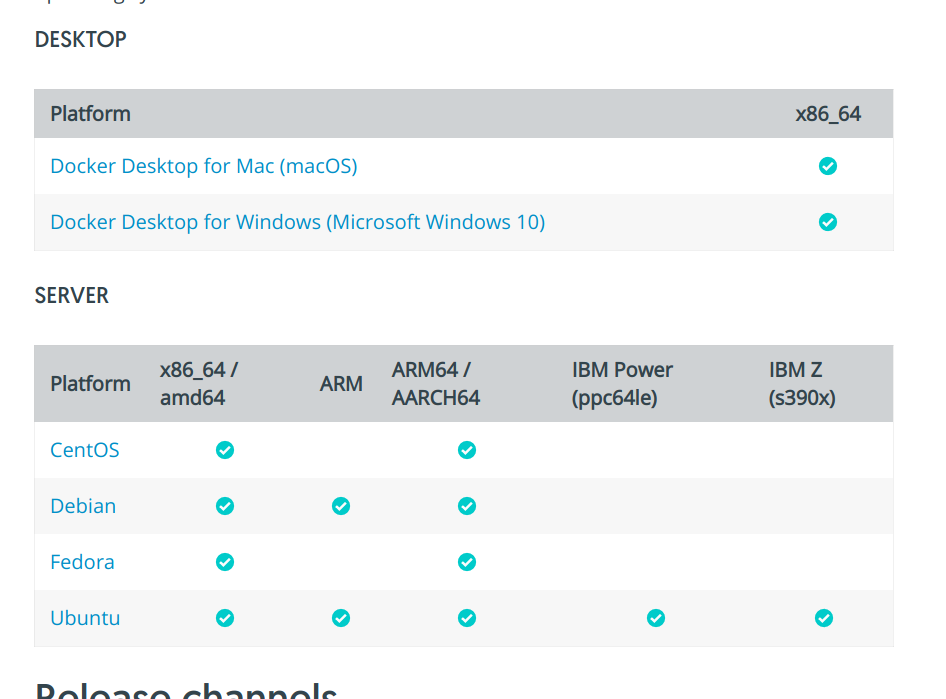 DESKTOP
Platform x86_64
Docker Desktop for Mac (macOS)
Docker Desktop for Windows (Microsoft Windows 10)
SERVER
Platform x86_64 / amd64 ARM ARM64 / AARCH64 IBM Power (ppc64le) IBM Z (s390x)
CentOS
Debian
Fedora
Ubuntu
Release channels